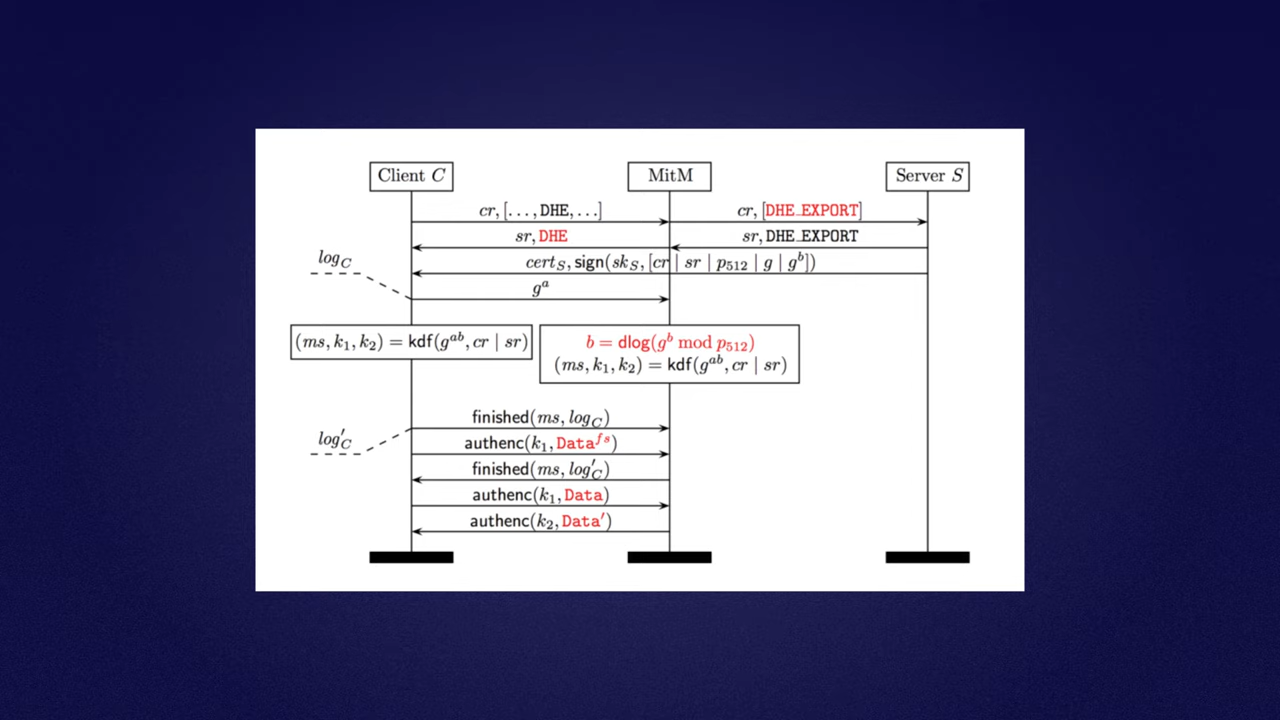 Client C
MitM
Server S
cr, [..., DHE, ...]
cr, [DHE_EXPORT]
sr, DHE
sr, DHE_EXPORT
log_C
cert_S, sign(sk_S, [cr | sr | p_512 | g | g^b])
g^a
(ms, k_1, k_2) = kdf(g^ab, cr | sr)
b = dlog(g^b mod p_512)
(ms, k_1, k_2) = kdf(g^ab, cr | sr)
finished(ms, log_C)
log'_C
authenc(k_1, Data^fs)
finished(ms, log'_C)
authenc(k_1, Data)
authenc(k_2, Data')